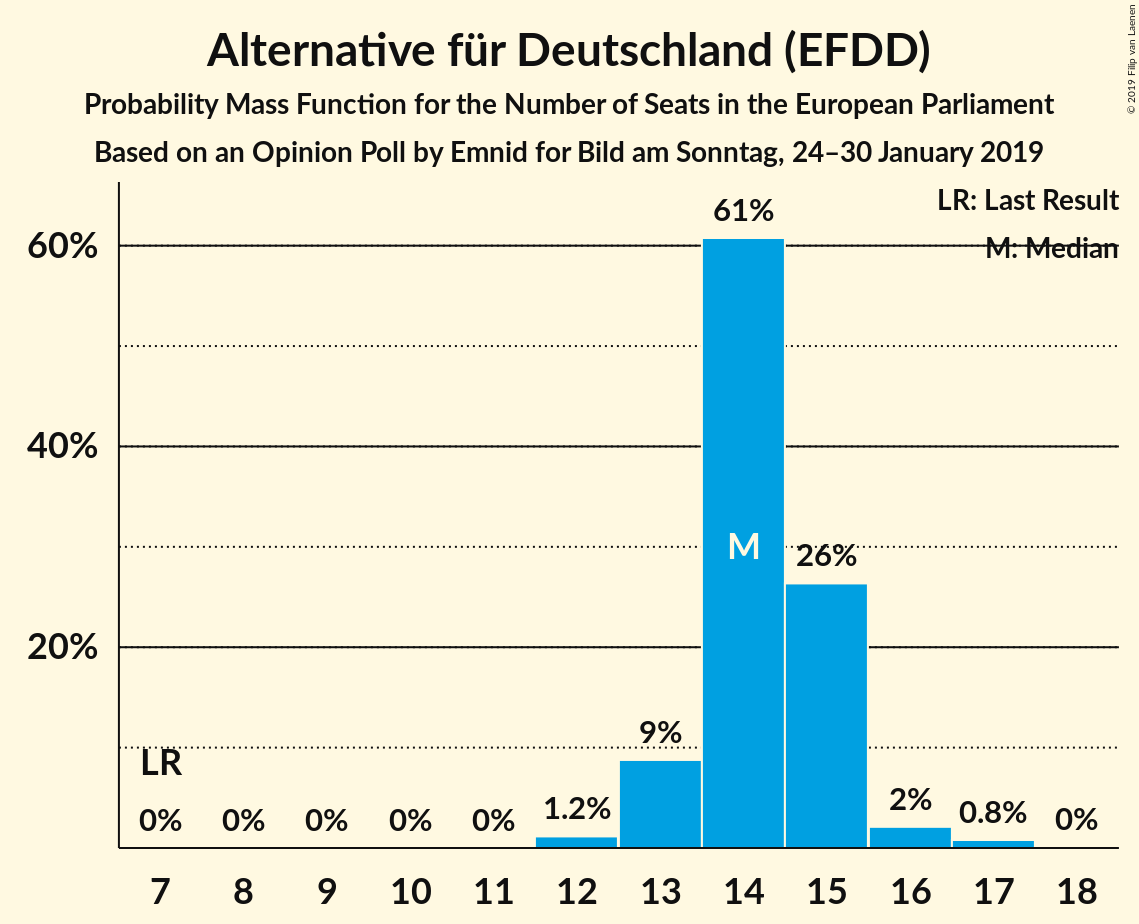 Alternative für Deutschland (EFDD)
Probability Mass Function for the Number of Seats in the European Parliament
Based on an Opinion Poll by Emnid for Bild am Sonntag, 24–30 January 2019
© 2019 Filip van Laenen
LR: Last Result
M: Median
61%
60%
40%
M
26%
20%
9%
LR
0% 0% 0% 0% 0% 1.2% 2% 0.8% 0%
7 8 9 10 11 12 13 14 15 16 17 18